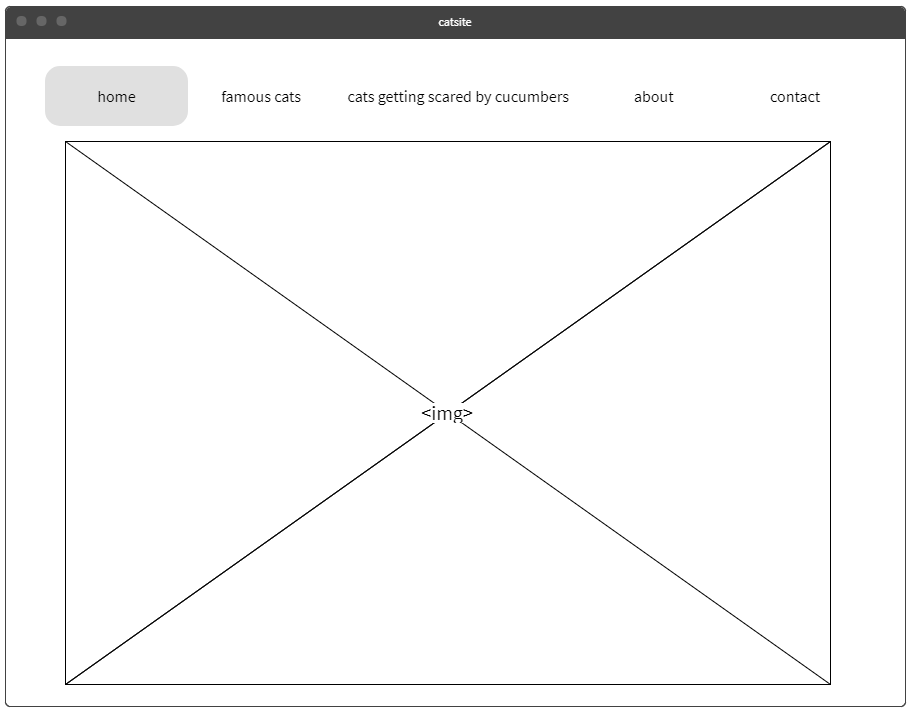 catsite
home famous cats cats getting scared by cucumbers about contact
<img>